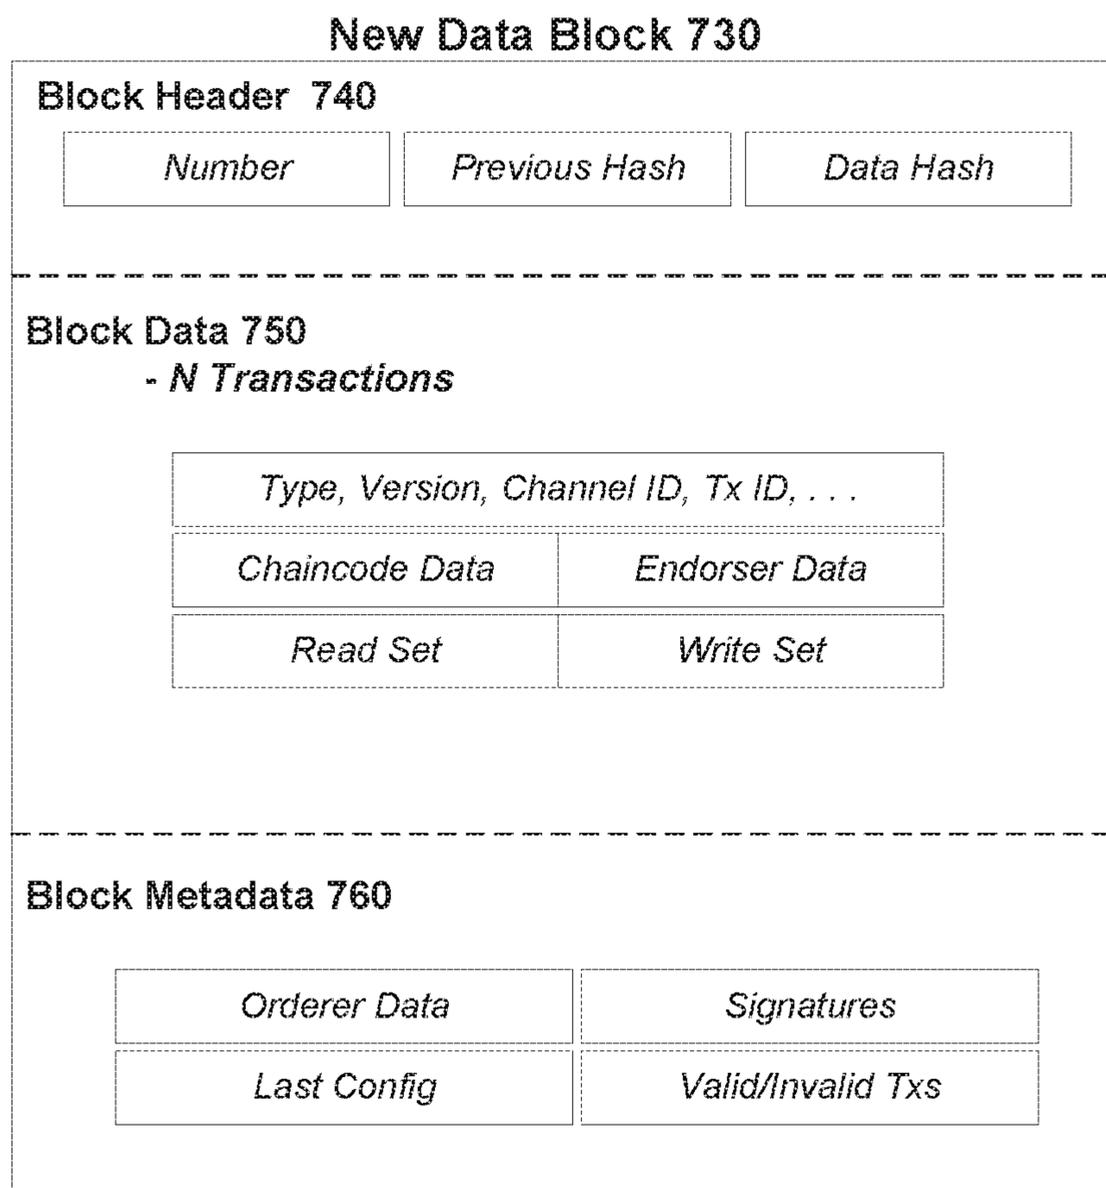 New Data Block 730
Block Header 740
Number
Previous Hash
Data Hash
Block Data 750
- N Transactions
Type, Version, Channel ID, Tx ID, . . .
Chaincode Data
Endorser Data
Read Set
Write Set
Block Metadata 760
Orderer Data
Signatures
Last Config
Valid/Invalid Txs